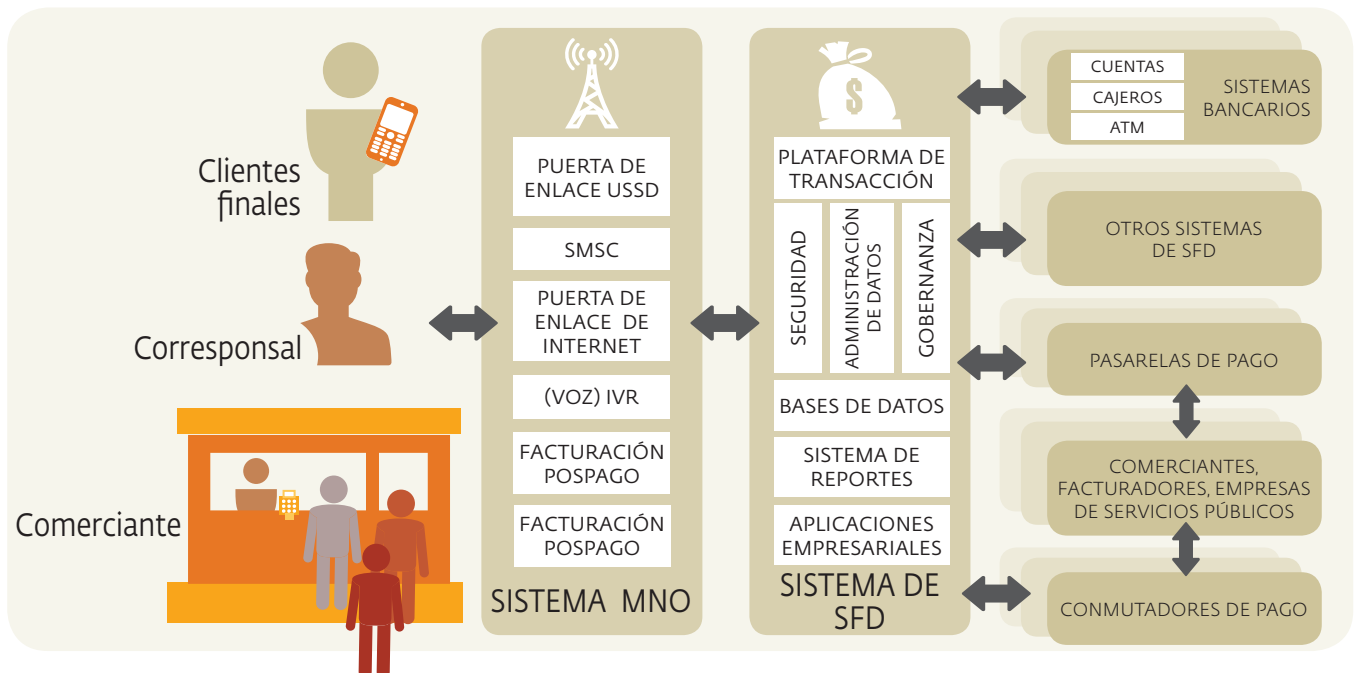 Clientes
finales
Corresponsal
Comerciante
PUERTA DE
ENLACE USSD
SMSC
PUERTA DE
ENLACE DE
INTERNET
(VOZ) IVR
FACTURACIÓN
POSPAGO
FACTURACIÓN
POSPAGO
SISTEMA MNO
$
PLATAFORMA DE
TRANSACCIÓN
SEGURIDAD
ADMINISTRACIÓN
DE DATOS
GOBERNANZA
BASES DE DATOS
SISTEMA DE
REPORTES
APLICACIONES
EMPRESARIALES
SISTEMA DE
SFD
CUENTAS
CAJEROS
ATM
SISTEMAS
BANCARIOS
OTROS SISTEMAS
DE SFD
PASARELAS DE PAGO
COMERCIANTES,
FACTURADORES, EMPRESAS
DE SERVICIOS PÚBLICOS
CONMUTADORES DE PAGO